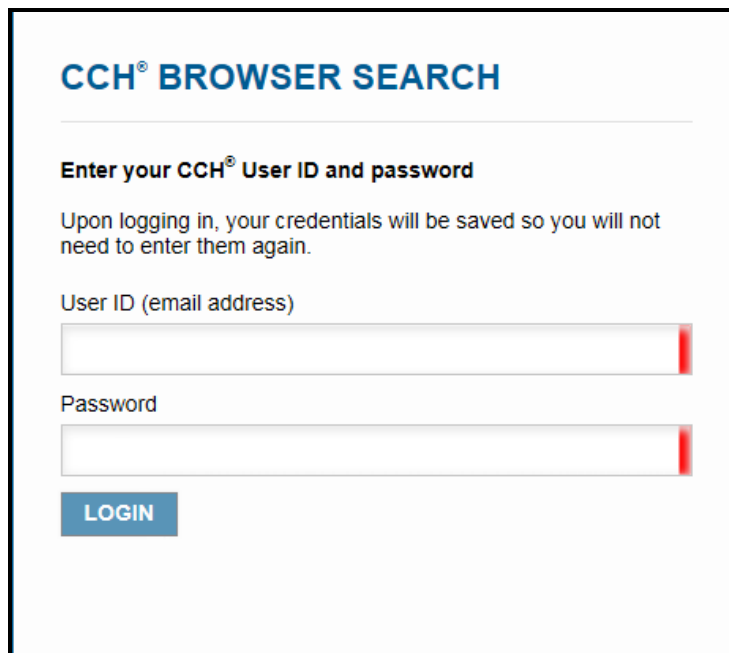 CCH® BROWSER SEARCH
Enter your CCH® User ID and password
Upon logging in, your credentials will be saved so you will not
need to enter them again.
User ID (email address)
Password
LOGIN